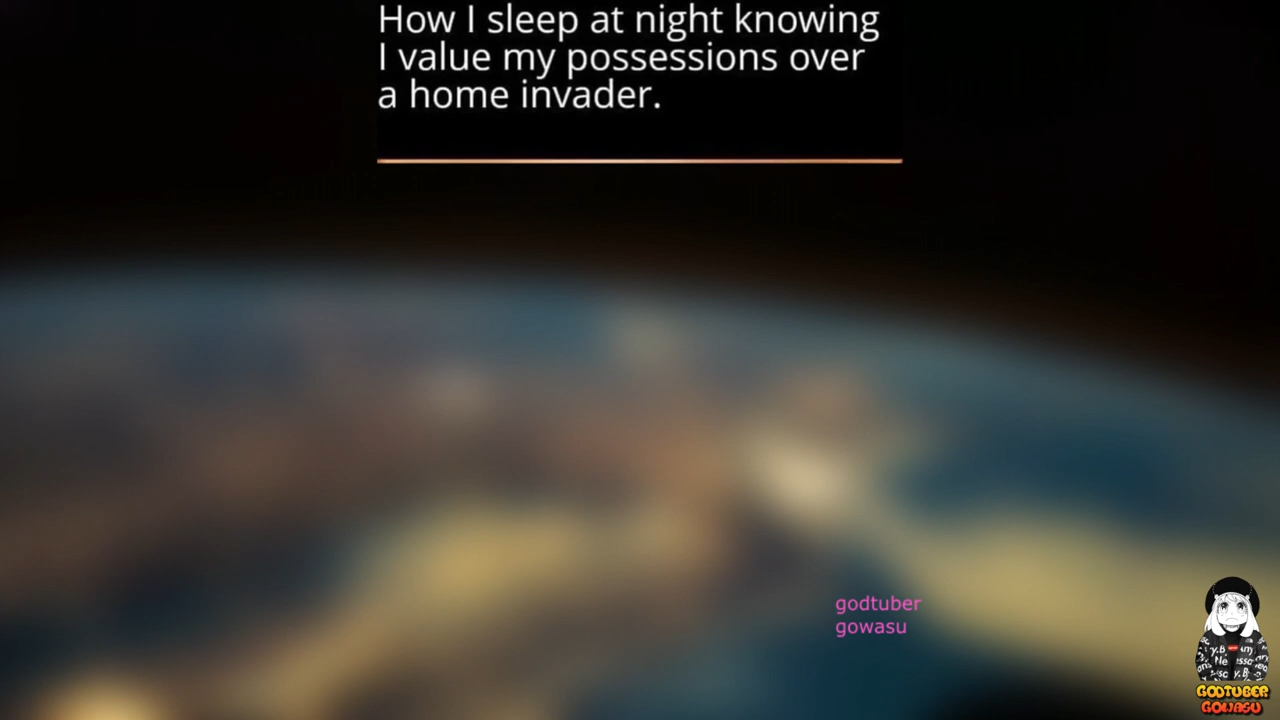 How I sleep at night knowing
I value my possessions over
a home invader.
godtuber
gowasu
GODTUBER
GOWASU